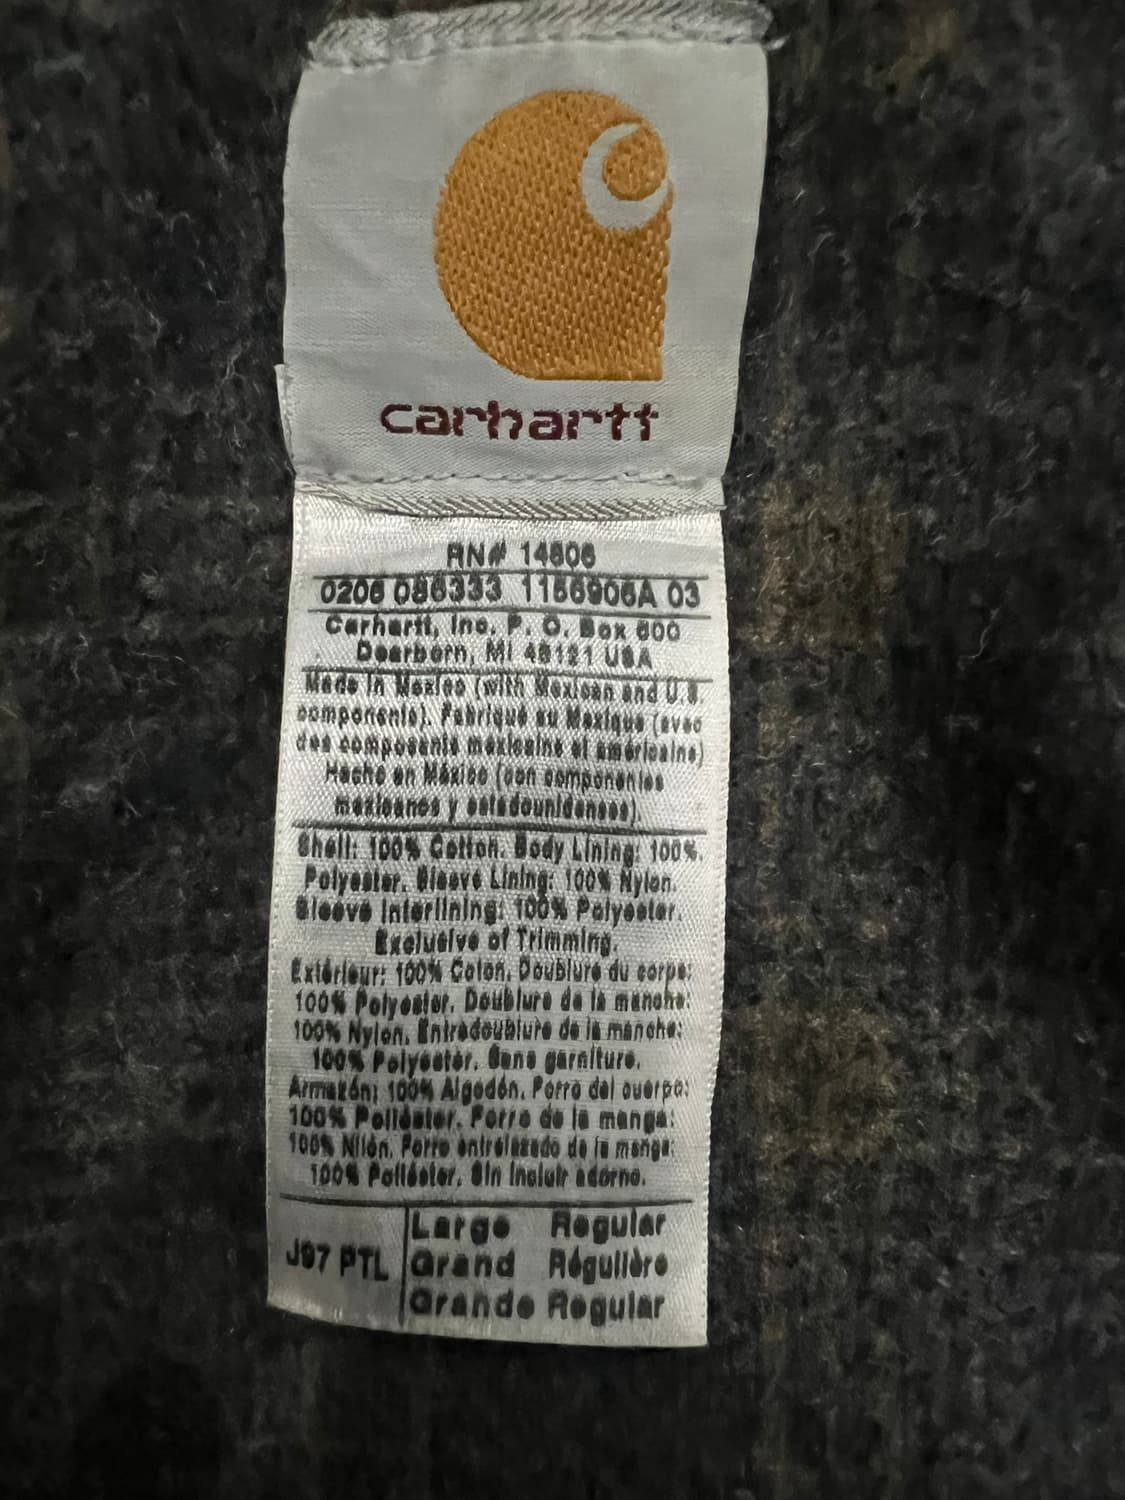 carhartt
RN# 14806
0206 086333 1156906A 03
Carhartt, Inc. P. O. Box 600
Dearborn, MI 48121 USA
Made in Mexico (with Mexican and U.S.
components). Fabriqué au Mexique (avec
des composants mexicains et américains)
Hecho en México (con componentes
mexicanos y estadounidenses).
Shell: 100% Cotton. Body Lining: 100%.
Polyester. Sleeve Lining: 100% Nylon.
Sleeve Interlining: 100% Polyester.
Exclusive of Trimming.
Extérieur: 100% Coton. Doublure du corps:
100% Polyester. Doublure de la manche:
100% Nylon. Entredoublure de la manche:
100% Polyester. Sans garniture.
Armazón: 100% Algodón. Forro del cuerpo:
100% Poliéster. Forro de la manga:
100% Nilón. Forro entrelazado de la manga:
100% Poliéster. Sin incluir adorno.
J97 PTL
Large Regular
Grand Régulière
Grande Regular